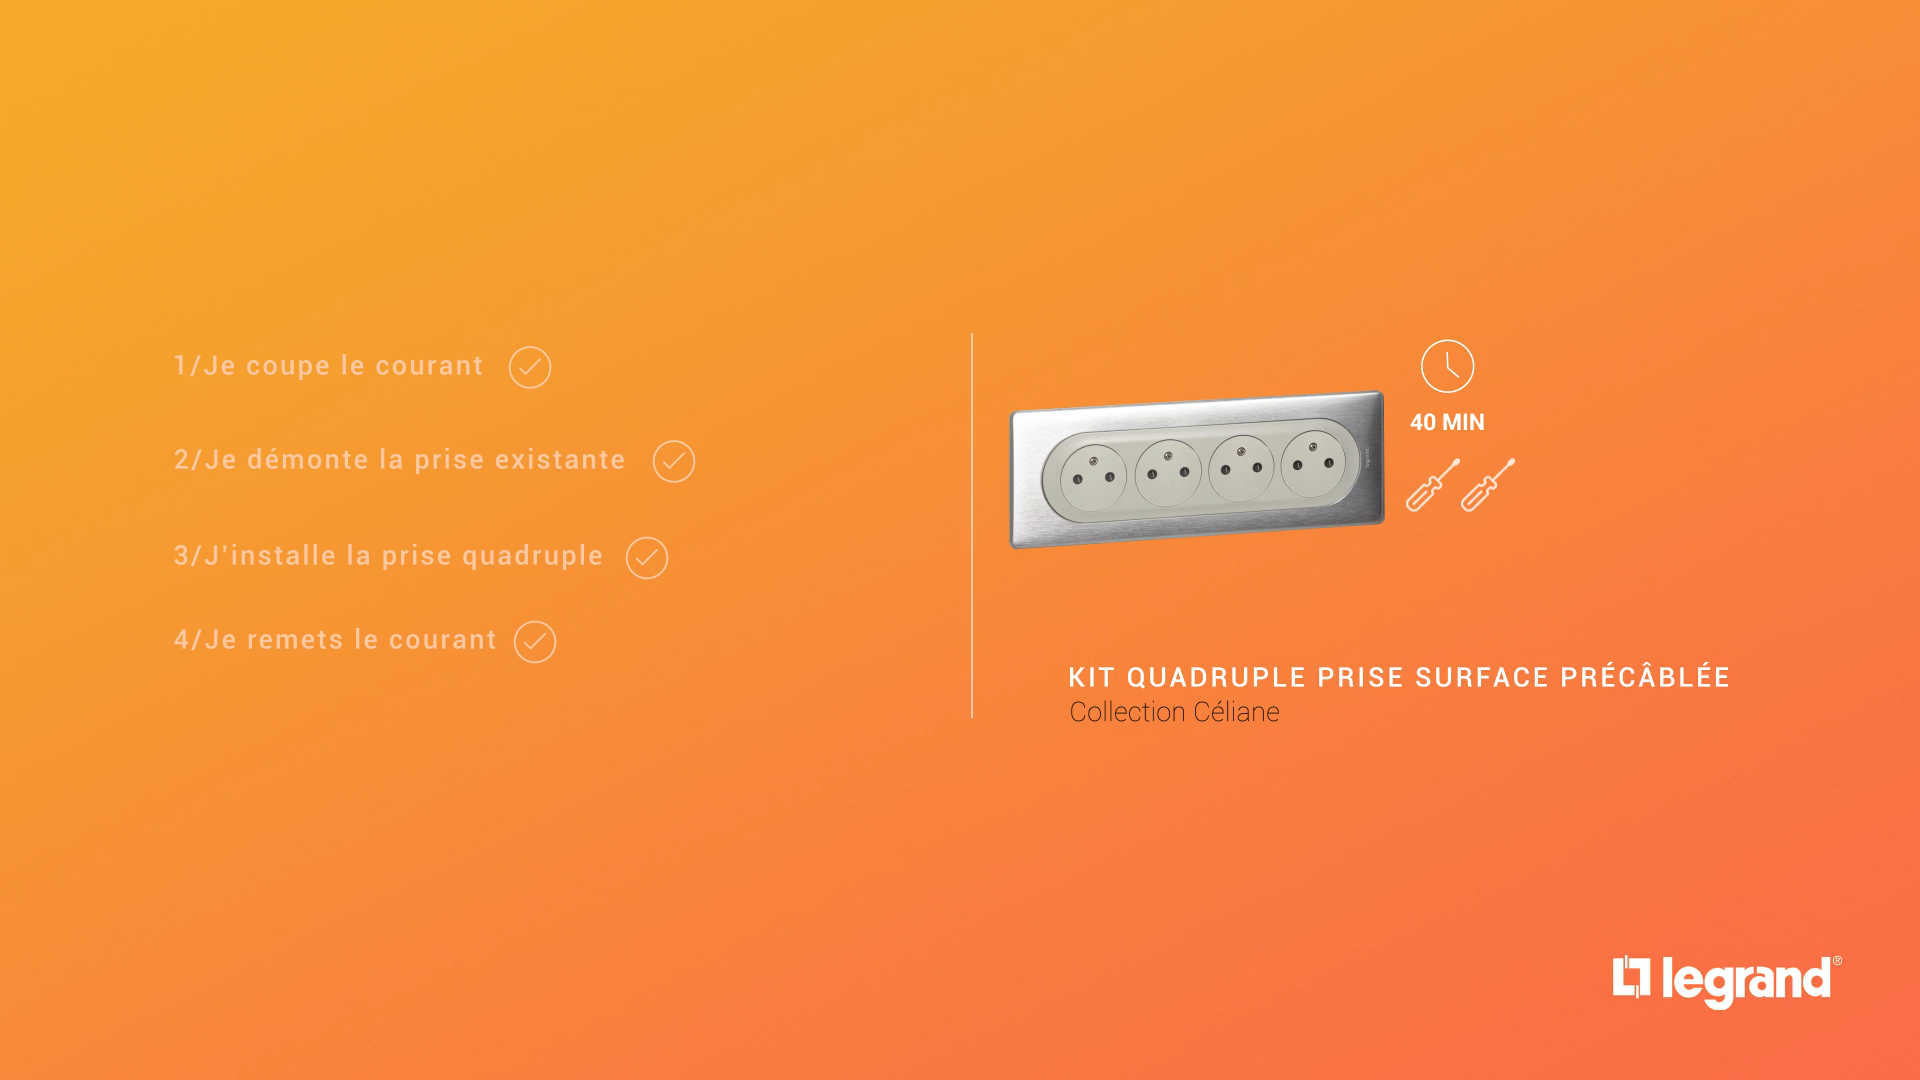 1/Je coupe le courant
2/Je démonte la prise existante
3/J'installe la prise quadruple
4/Je remets le courant
40 MIN
KIT QUADRUPLE PRISE SURFACE PRÉCÂBLÉE
Collection Céliane
legrand®